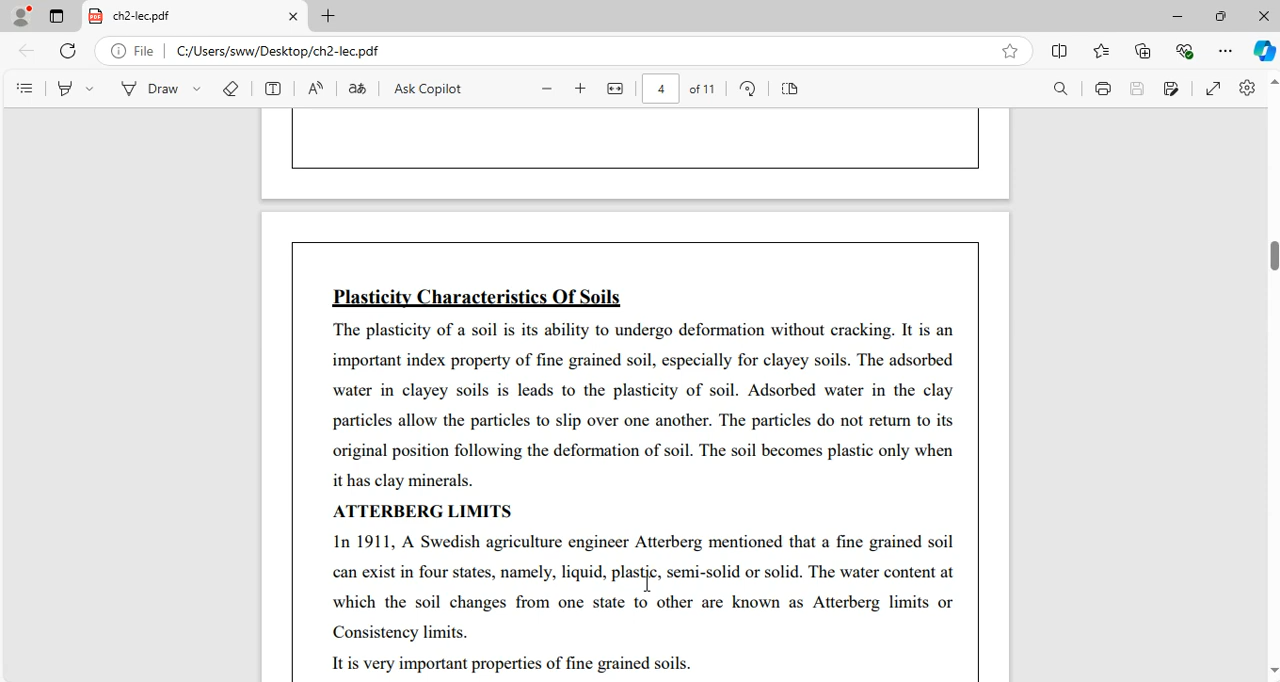 ch2-lec.pdf
File C:/Users/sww/Desktop/ch2-lec.pdf
Draw Ask Copilot 4 of 11
Plasticity Characteristics Of Soils
The plasticity of a soil is its ability to undergo deformation without cracking. It is an
important index property of fine grained soil, especially for clayey soils. The adsorbed
water in clayey soils is leads to the plasticity of soil. Adsorbed water in the clay
particles allow the particles to slip over one another. The particles do not return to its
original position following the deformation of soil. The soil becomes plastic only when
it has clay minerals.
ATTERBERG LIMITS
1n 1911, A Swedish agriculture engineer Atterberg mentioned that a fine grained soil
can exist in four states, namely, liquid, plastic, semi-solid or solid. The water content at
which the soil changes from one state to other are known as Atterberg limits or
Consistency limits.
It is very important properties of fine grained soils.